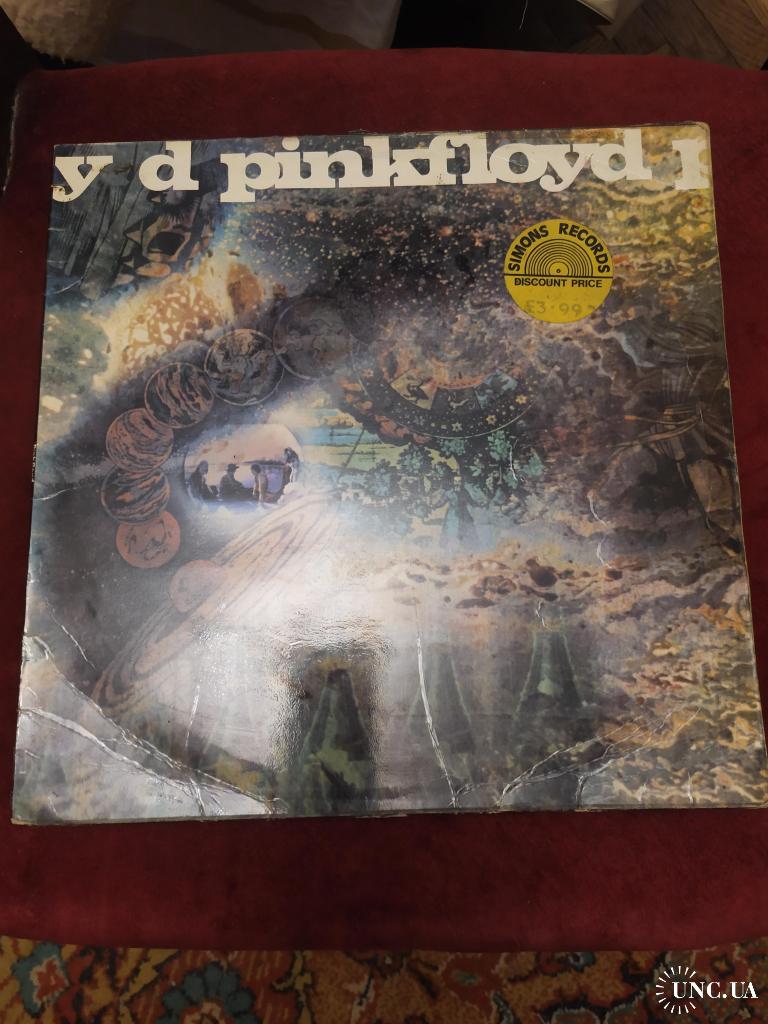 y d pinkfloyd p
SIMONS RECORDS
DISCOUNT PRICE
£3.99
UNC.UA